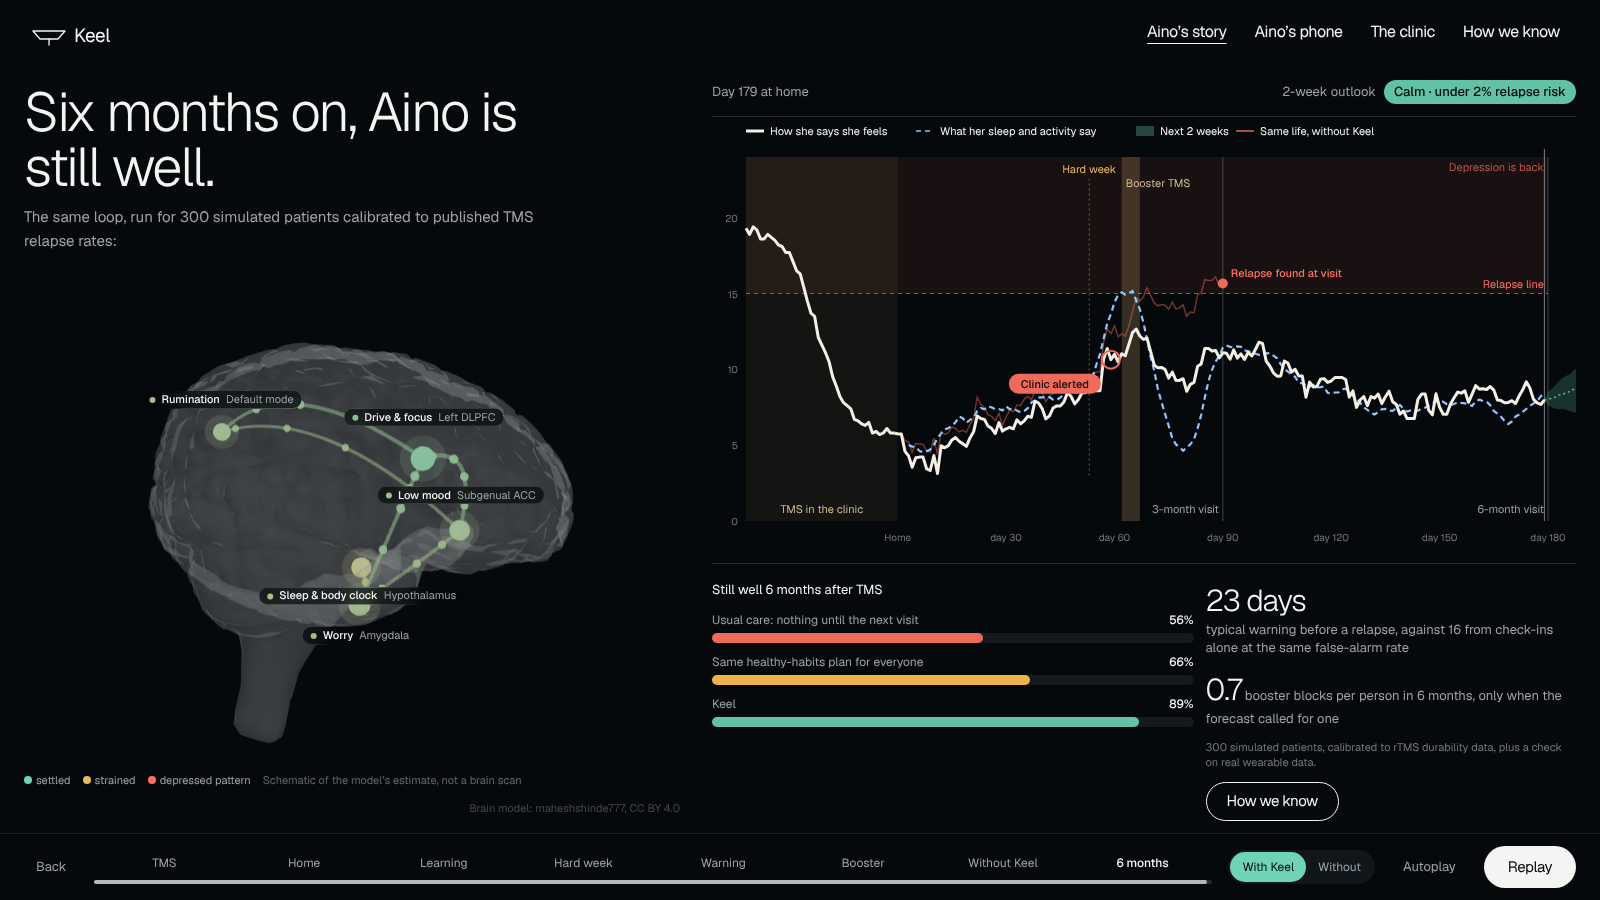 Keel
Aino's story
Aino's phone
The clinic
How we know
Six months on, Aino is
still well.
The same loop, run for 300 simulated patients calibrated to published TMS
relapse rates:
Rumination Default mode
Drive & focus Left DLPFC
Low mood Subgenual ACC
Sleep & body clock Hypothalamus
Worry Amygdala
settled
strained
depressed pattern
Schematic of the model's estimate, not a brain scan
Brain model: maheshshinde777, CC BY 4.0
Day 179 at home
2-week outlook
Calm · under 2% relapse risk
How she says she feels
What her sleep and activity say
Next 2 weeks
Same life, without Keel
Hard week
Booster TMS
Depression is back
20
15
10
5
0
Relapse found at visit
Relapse line
Clinic alerted
TMS in the clinic
3-month visit
6-month visit
Home
day 30
day 60
day 90
day 120
day 150
day 180
Still well 6 months after TMS
Usual care: nothing until the next visit
56%
Same healthy-habits plan for everyone
66%
Keel
89%
23 days
typical warning before a relapse, against 16 from check-ins
alone at the same false-alarm rate
0.7 booster blocks per person in 6 months, only when the
forecast called for one
300 simulated patients, calibrated to rTMS durability data, plus a check
on real wearable data.
How we know
Back
TMS
Home
Learning
Hard week
Warning
Booster
Without Keel
6 months
With Keel
Without
Autoplay
Replay